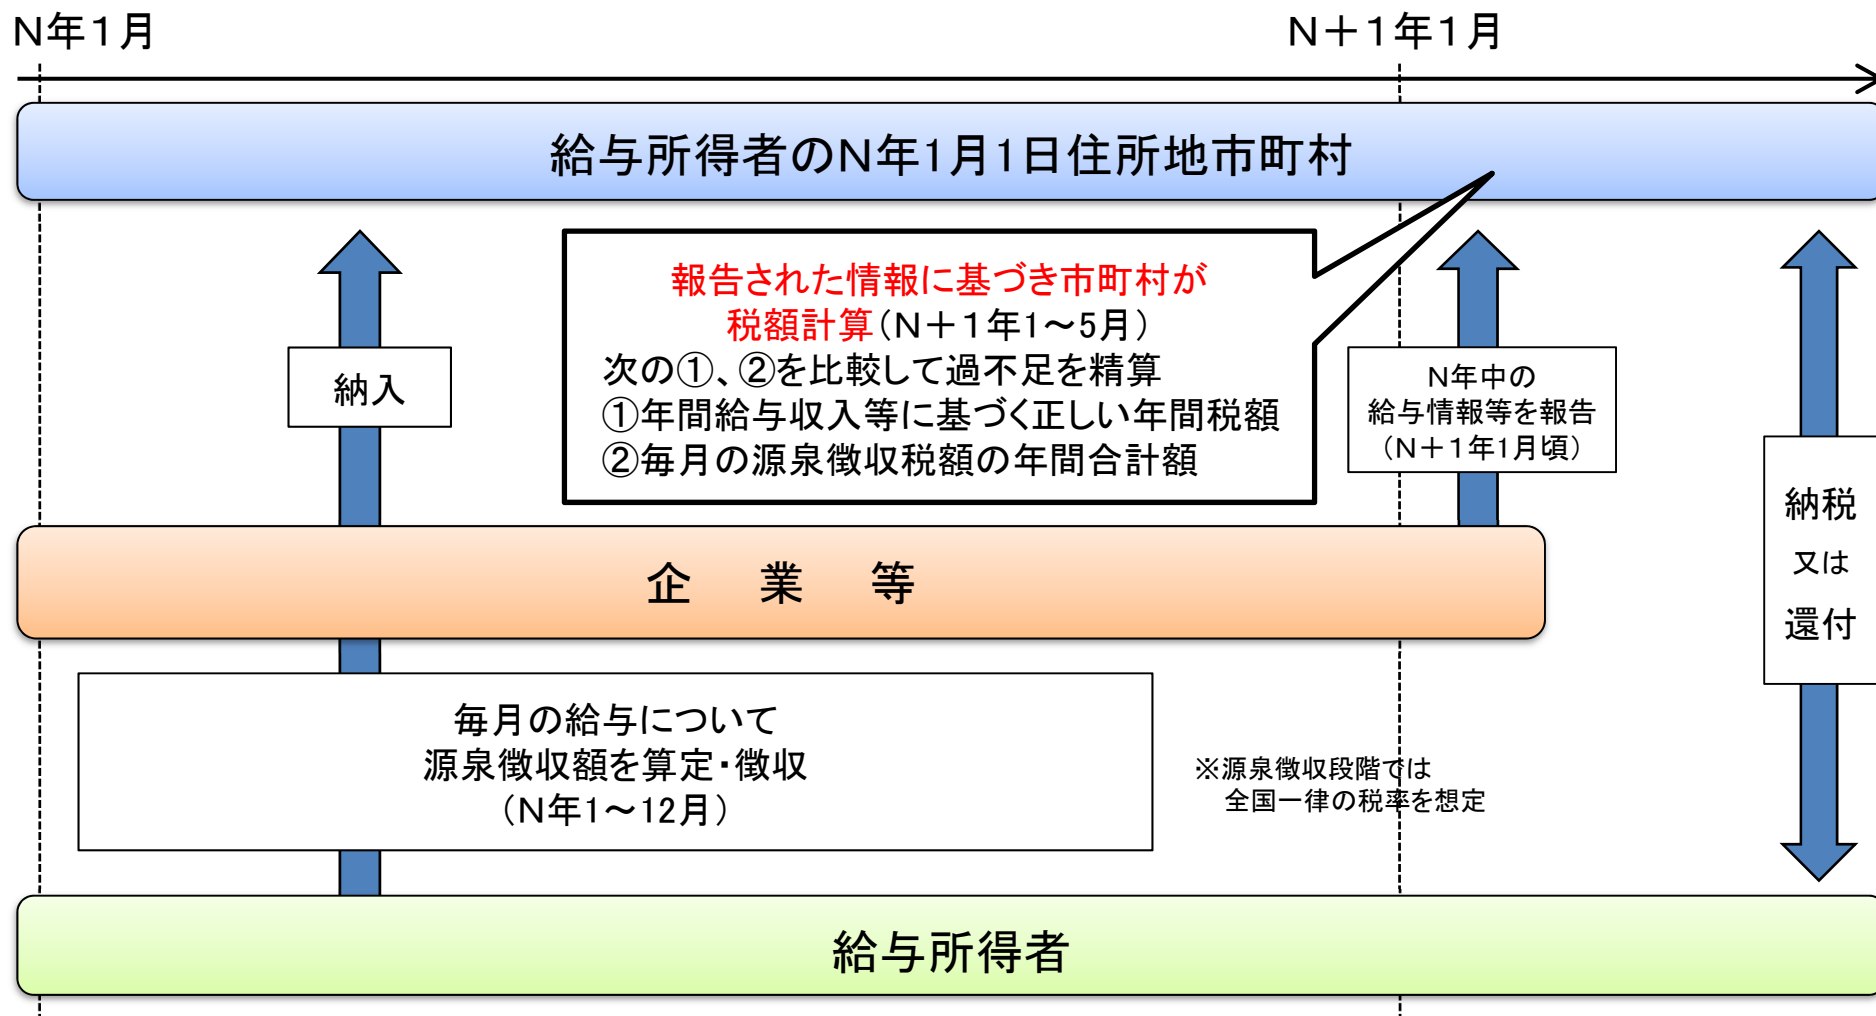 N年１月
N＋１年１月
給与所得者のN年1月1日住所地市町村
報告された情報に基づき市町村が
税額計算（N＋１年1～5月）
次の①、②を比較して過不足を精算
①年間給与収入等に基づく正しい年間税額
②毎月の源泉徴収税額の年間合計額
納入
N年中の
給与情報等を報告
（N＋１年1月頃）
納税
又は
還付
企　業　等
毎月の給与について
源泉徴収額を算定・徴収
（N年1～12月）
※源泉徴収段階では
全国一律の税率を想定
給与所得者